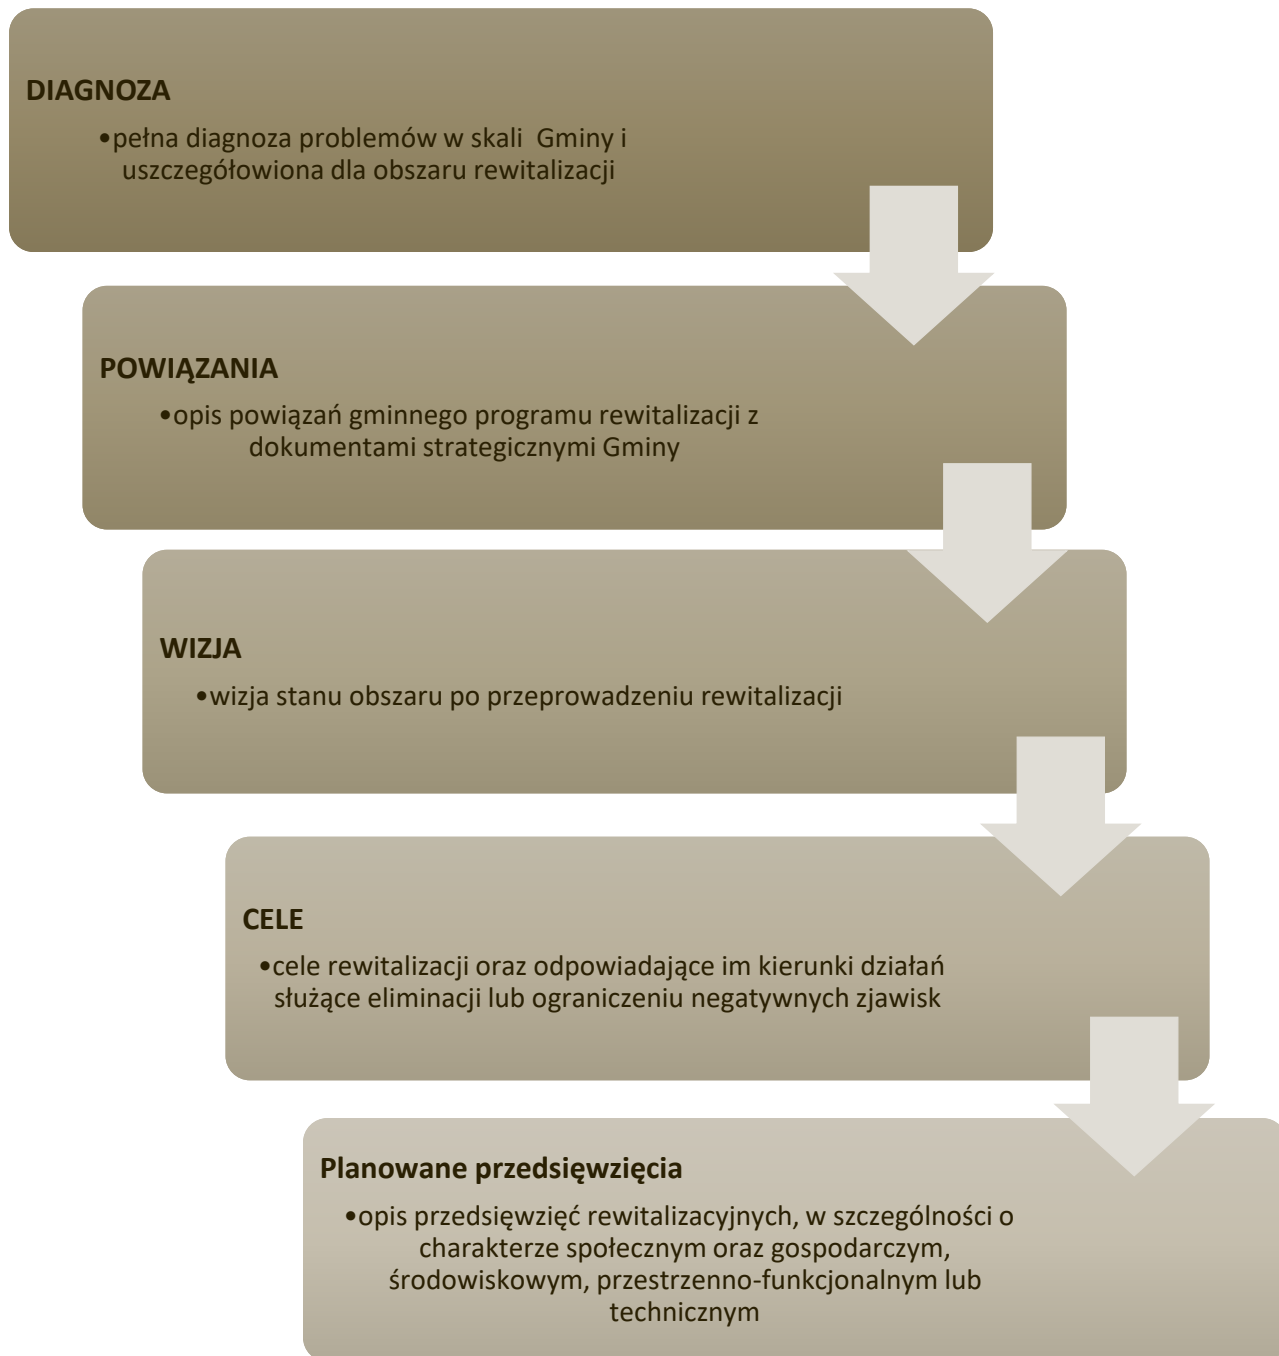 DIAGNOZA
•pełna diagnoza problemów w skali  Gminy i
uszczegółowiona dla obszaru rewitalizacji
POWIĄZANIA
•opis powiązań gminnego programu rewitalizacji z
dokumentami strategicznymi Gminy
WIZJA
•wizja stanu obszaru po przeprowadzeniu rewitalizacji
CELE
•cele rewitalizacji oraz odpowiadające im kierunki działań
służące eliminacji lub ograniczeniu negatywnych zjawisk
Planowane przedsięwzięcia
•opis przedsięwzięć rewitalizacyjnych, w szczególności o
charakterze społecznym oraz gospodarczym,
środowiskowym, przestrzenno-funkcjonalnym lub
technicznym